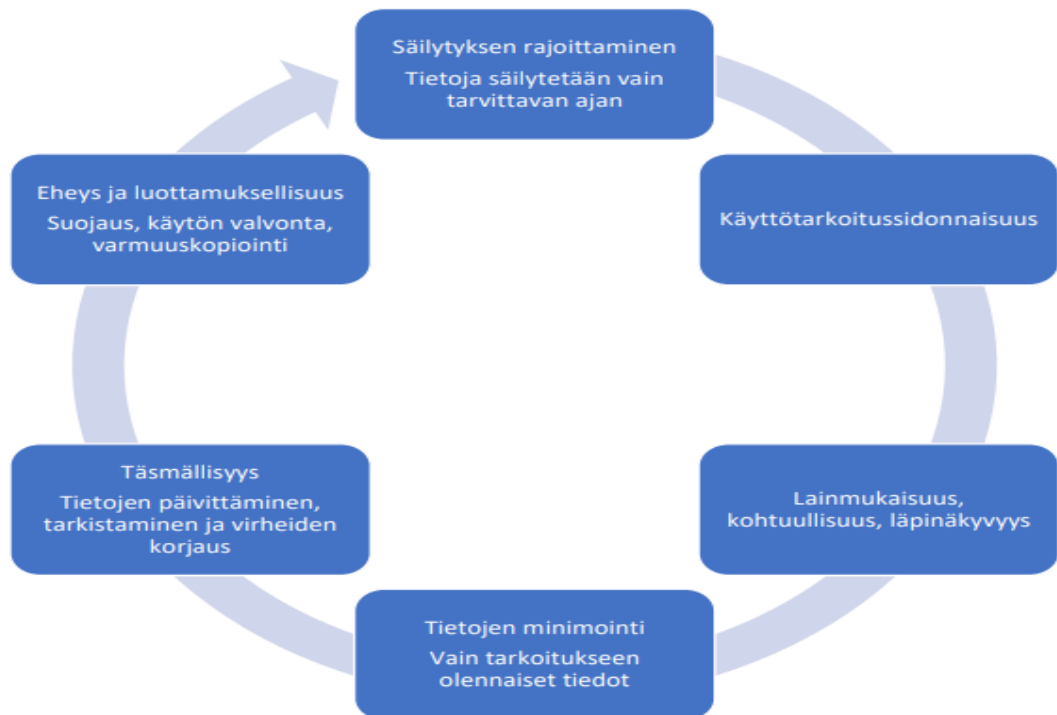 Säilytyksen rajoittaminen
Tietoja säilytetään vain
tarvittavan ajan
Käyttötarkoitussidonnaisuus
Lainmukaisuus,
kohtuullisuus, läpinäkyvyys
Tietojen minimointi
Vain tarkoitukseen
olennaiset tiedot
Täsmällisyys
Tietojen päivittäminen,
tarkistaminen ja virheiden
korjaus
Eheys ja luottamuksellisuus
Suojaus, käytön valvonta,
varmuuskopiointi